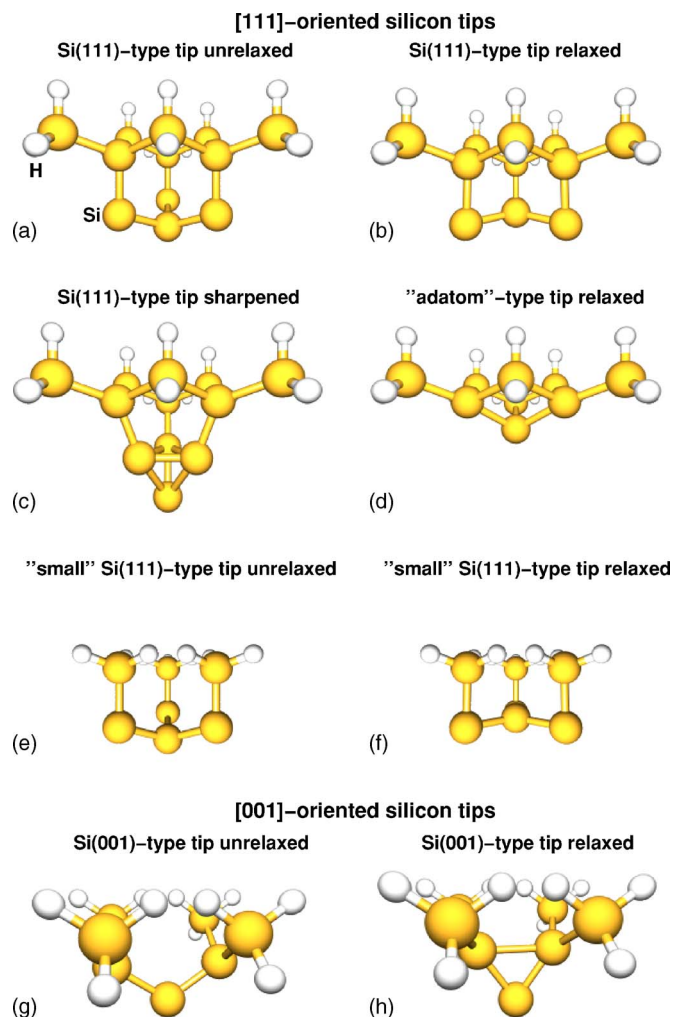 [111]−oriented silicon tips
Si(111)−type tip unrelaxed
Si(111)−type tip relaxed
H
Si
(a)
(b)
Si(111)−type tip sharpened
"adatom"−type tip relaxed
(c)
(d)
"small" Si(111)−type tip unrelaxed
"small" Si(111)−type tip relaxed
(e)
(f)
[001]−oriented silicon tips
Si(001)−type tip unrelaxed
Si(001)−type tip relaxed
(g)
(h)